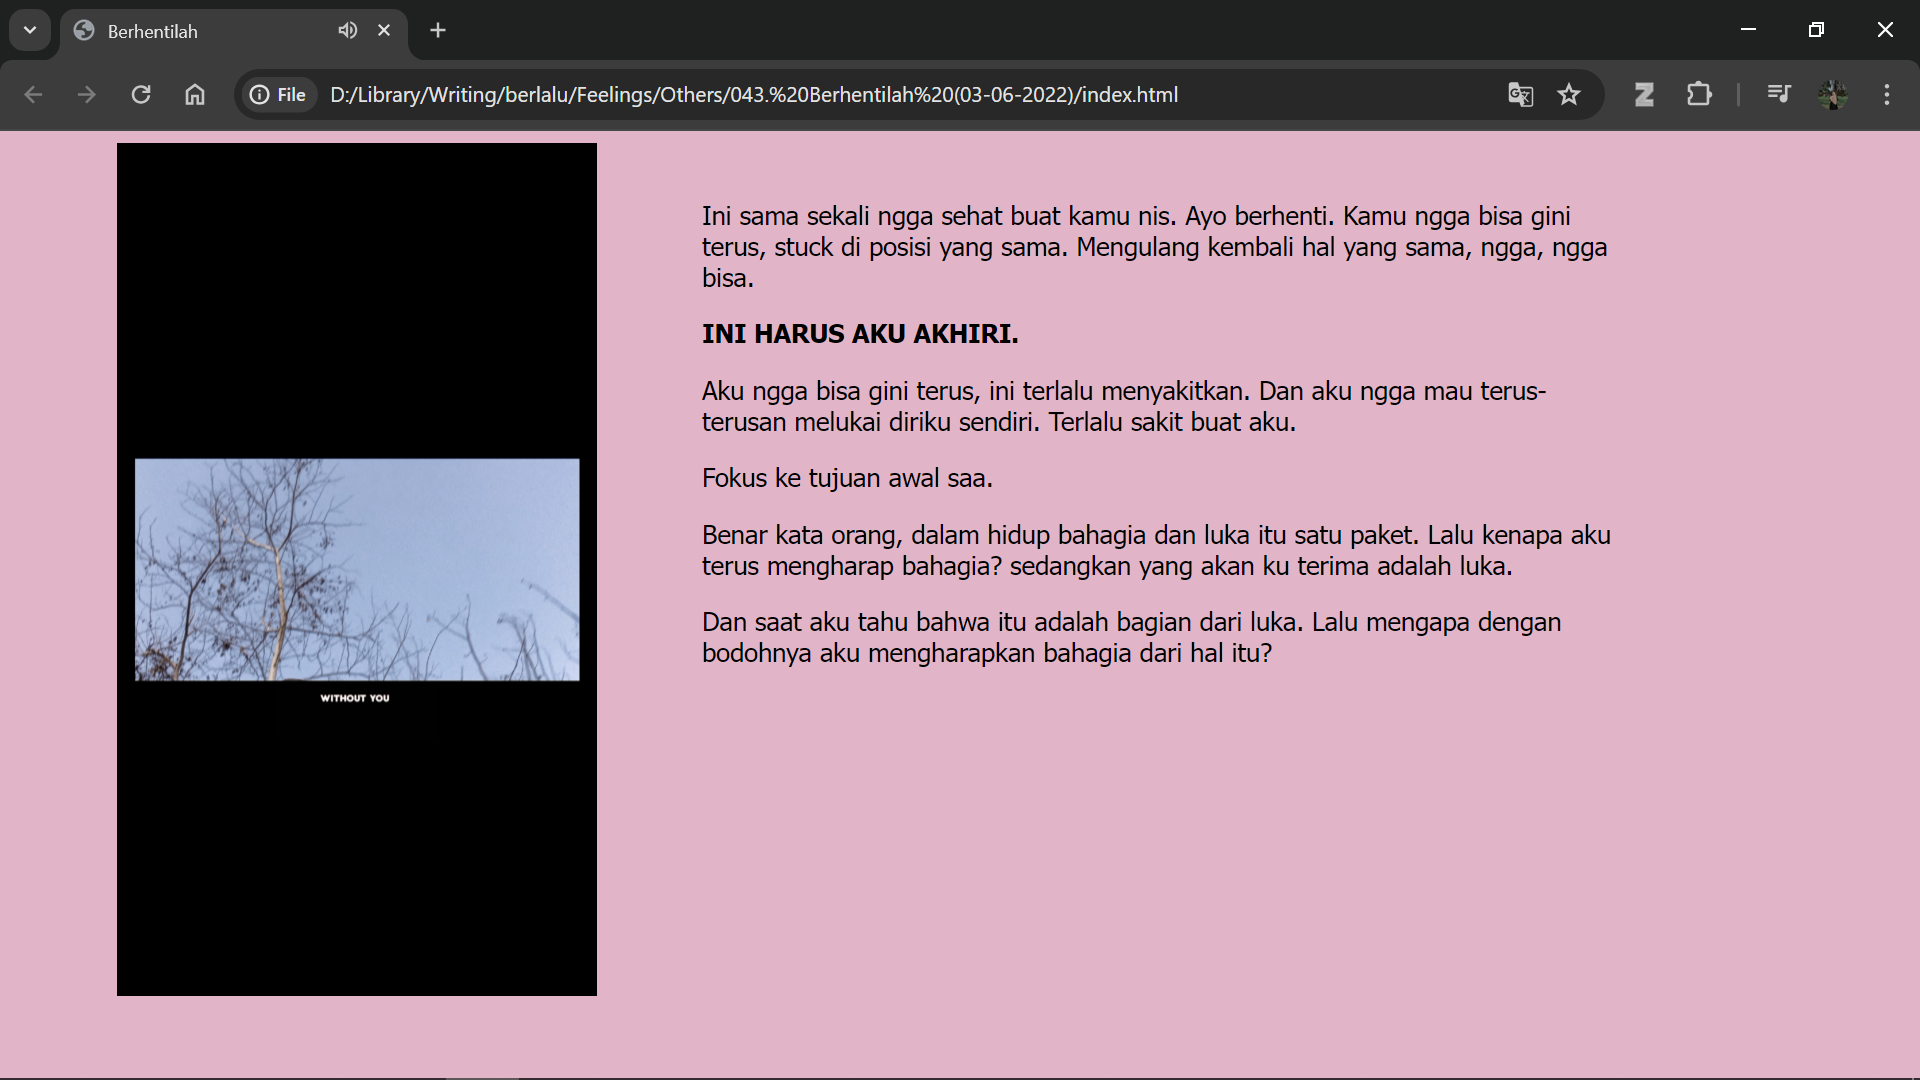 Berhentilah
File
D:/Library/Writing/berlalu/Feelings/Others/043.%20Berhentilah%20(03-06-2022)/index.html
Ini sama sekali ngga sehat buat kamu nis. Ayo berhenti. Kamu ngga bisa gini
terus, stuck di posisi yang sama. Mengulang kembali hal yang sama, ngga, ngga
bisa.
INI HARUS AKU AKHIRI.
Aku ngga bisa gini terus, ini terlalu menyakitkan. Dan aku ngga mau terus-
terusan melukai diriku sendiri. Terlalu sakit buat aku.
Fokus ke tujuan awal saa.
Benar kata orang, dalam hidup bahagia dan luka itu satu paket. Lalu kenapa aku
terus mengharap bahagia? sedangkan yang akan ku terima adalah luka.
Dan saat aku tahu bahwa itu adalah bagian dari luka. Lalu mengapa dengan
bodohnya aku mengharapkan bahagia dari hal itu?
WITHOUT YOU